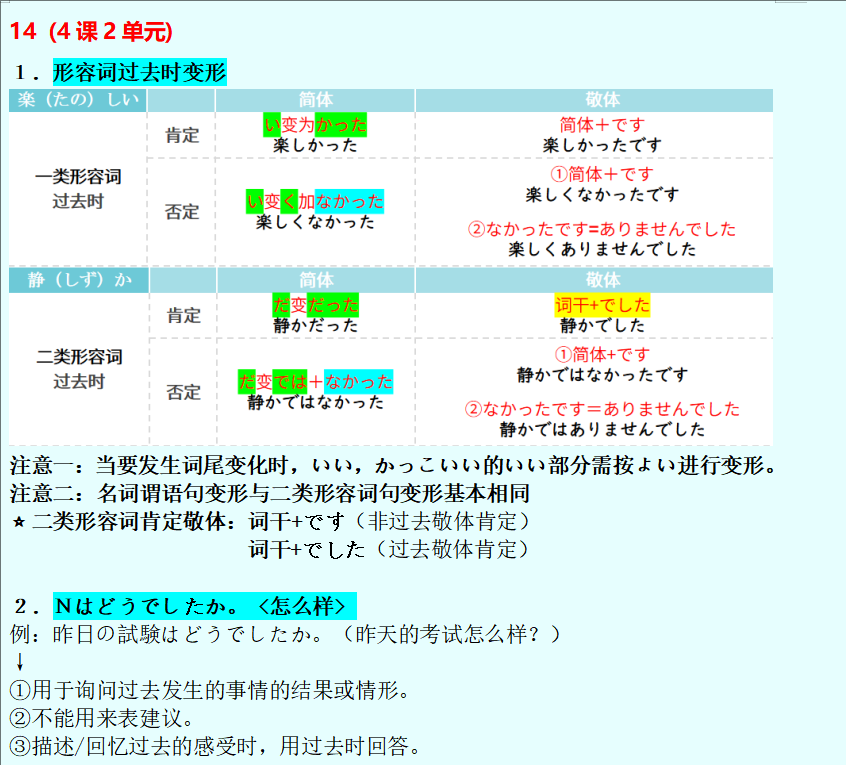 14（4课2单元）
１．形容词过去时变形
楽（たの）しい 简体 敬体
一类形容词
过去时
肯定
い变为かった
楽しかった
简体＋です
楽しかったです
否定
い变く加なかった
楽しくなかった
①简体＋です
楽しくなかったです
②なかったです=ありませんでした
楽しくありませんでした
静（しず）か 简体 敬体
二类形容词
过去时
肯定
だ变だった
静かだった
词干+でした
静かでした
否定
だ变では＋なかった
静かではなかった
①简体+です
静かではなかったです
②なかったです＝ありませんでした
静かではありませんでした
注意一：当要发生词尾变化时，いい，かっこいい的いい部分需按よい进行变形。
注意二：名词谓语句变形与二类形容词句变形基本相同
★二类形容词肯定敬体：词干+です（非过去敬体肯定）
词干+でした（过去敬体肯定）
２．Ｎはどうでしたか。<怎么样>
例：昨日の試験はどうでしたか。（昨天的考试怎么样？）
↓
①用于询问过去发生的事情的结果或情形。
②不能用来表建议。
③描述/回忆过去的感受时，用过去时回答。